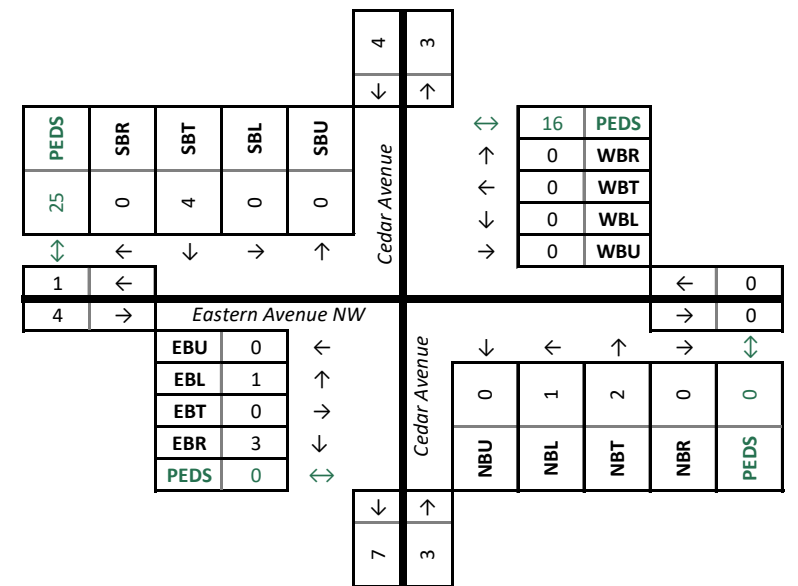 4 3
↓ ↑
PEDS SBR SBT SBL SBU
25 0 4 0 0
↕ ← ↓ → ↑
Cedar Avenue
↔ 16 PEDS
↑ 0 WBR
← 0 WBT
↓ 0 WBL
→ 0 WBU
1 ←
← 0
4 →
Eastern Avenue NW
→ 0
EBU 0 ←
EBL 1 ↑
EBT 0 →
EBR 3 ↓
PEDS 0 ↔
Cedar Avenue
↓ ← ↑ → ↕
0 1 2 0 0
NBU NBL NBT NBR PEDS
↓ ↑
7 3